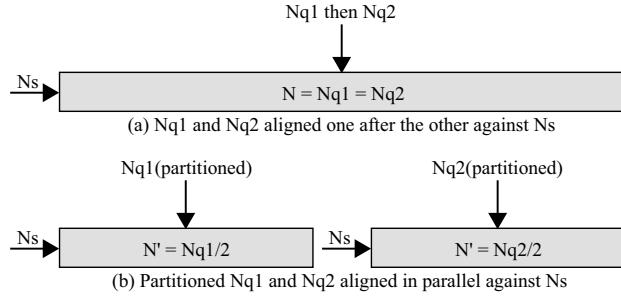 Nq1 then Nq2
Ns
N = Nq1 = Nq2
(a) Nq1 and Nq2 aligned one after the other against Ns
Nq1(partitioned) Nq2(partitioned)
Ns N' = Nq1/2 Ns N' = Nq2/2
(b) Partitioned Nq1 and Nq2 aligned in parallel against Ns